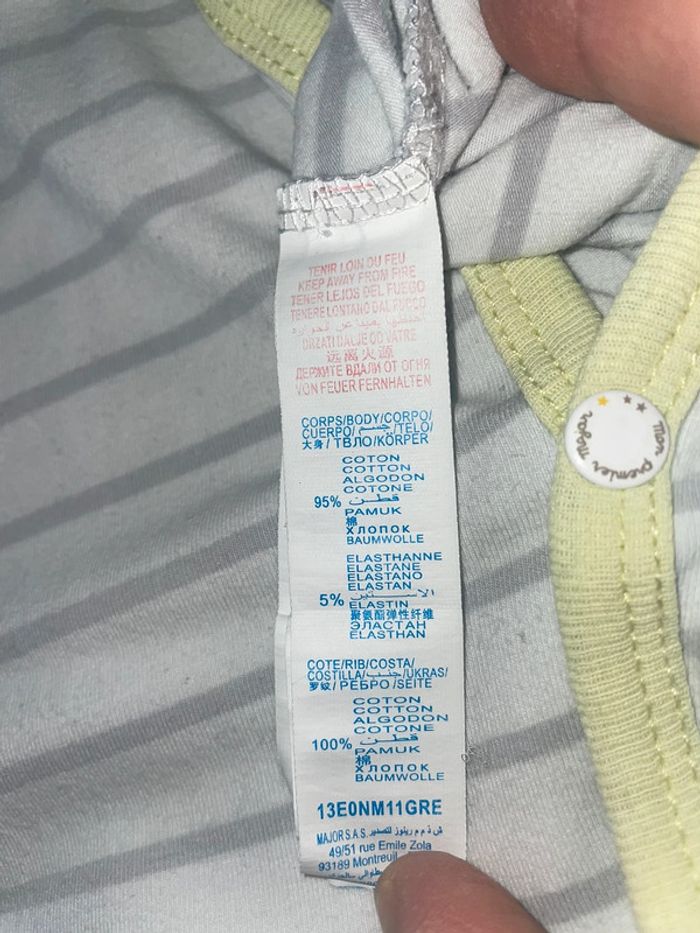 TENIR LOIN DU FEU
KEEP AWAY FROM FIRE
TENER LEJOS DEL FUEGO
TENERE LONTANO DAL FUOCO
DRZATI DALJE OD VATRE
远离火源
ДЕРЖИТЕ ВДАЛИ ОТ ОГНЯ
VON FEUER FERNHALTEN
CORPS/BODY/CORPO/
CUERPO/جسم/TELO/
大身/ТВЛО/KÖRPER
COTON
COTTON
ALGODON
COTONE
95% قطن
PAMUK
棉
ХЛОПОК
BAUMWOLLE
ELASTHANNE
ELASTANE
ELASTANO
ELASTAN
5% الاستين
ELASTIN
聚氨酯弹性纤维
ЭЛАСТАН
ELASTHAN
COTE/RIB/COSTA/
COSTILLA/جنب/UKRAS/
罗纹/РЕБРО/SEITE
COTON
COTTON
ALGODON
COTONE
100% قطن
PAMUK
棉
ХЛОПОК
BAUMWOLLE
13E0NM11GRE
MAJOR S.A.S.
49/51 rue Emile Zola
93189 Montreuil
mon premier